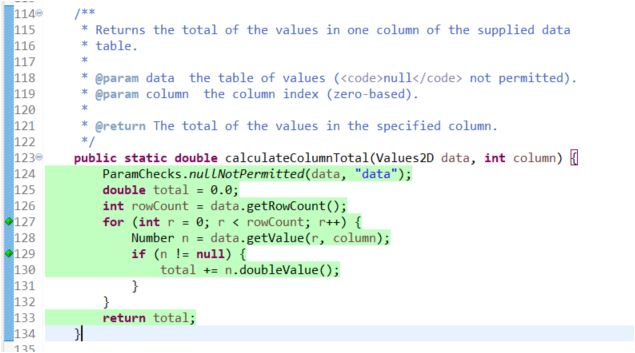 114 /**
115 * Returns the total of the values in one column of the supplied data
116 * table.
117 *
118 * @param data  the table of values (<code>null</code> not permitted).
119 * @param column  the column index (zero-based).
120 *
121 * @return The total of the values in the specified column.
122 */
123 public static double calculateColumnTotal(Values2D data, int column) {
124 ParamChecks.nullNotPermitted(data, "data");
125 double total = 0.0;
126 int rowCount = data.getRowCount();
127 for (int r = 0; r < rowCount; r++) {
128 Number n = data.getValue(r, column);
129 if (n != null) {
130 total += n.doubleValue();
131 }
132 }
133 return total;
134 }
135